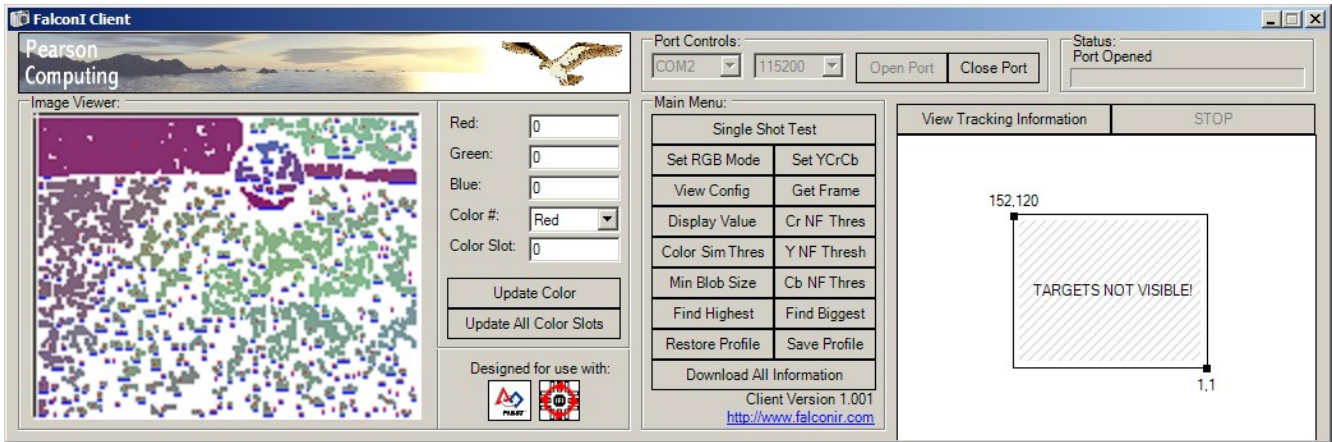 FalconI Client
Pearson
Computing
Port Controls:
COM2
115200
Open Port
Close Port
Status:
Port Opened
Image Viewer:
Red:
0
Green:
0
Blue:
0
Color #:
Red
Color Slot:
0
Update Color
Update All Color Slots
Designed for use with:
FIRST
Main Menu:
Single Shot Test
Set RGB Mode
Set YCrCb
View Config
Get Frame
Display Value
Cr NF Thres
Color Sim Thres
Y NF Thresh
Min Blob Size
Cb NF Thres
Find Highest
Find Biggest
Restore Profile
Save Profile
Download All Information
Client Version 1.001
http://www.falconir.com
View Tracking Information
STOP
152,120
TARGETS NOT VISIBLE!
1,1